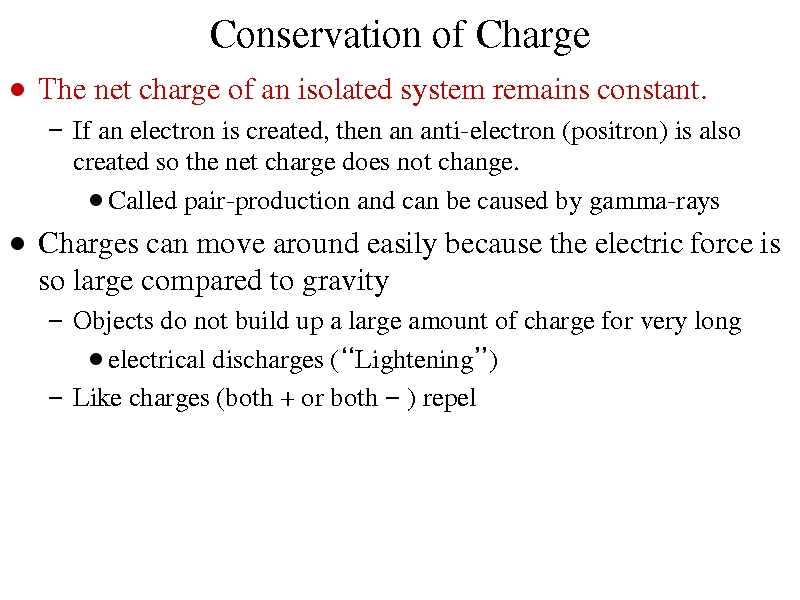 Conservation of Charge
• The net charge of an isolated system remains constant.
– If an electron is created, then an anti-electron (positron) is also
created so the net charge does not change.
• Called pair-production and can be caused by gamma-rays
• Charges can move around easily because the electric force is
so large compared to gravity
– Objects do not build up a large amount of charge for very long
• electrical discharges (“Lightening”)
– Like charges (both + or both − ) repel